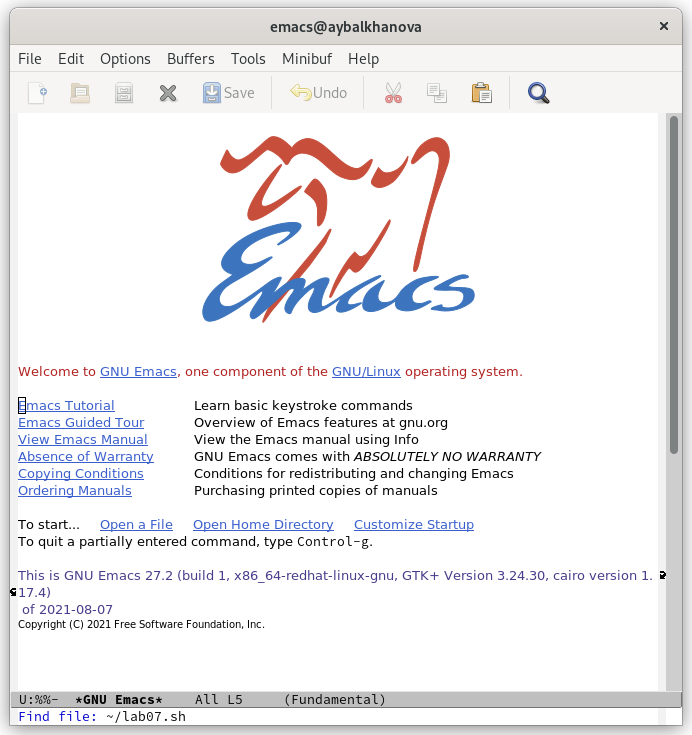 emacs@aybalkhanova ×
File Edit Options Buffers Tools Minibuf Help
Save Undo
Emacs
Welcome to GNU Emacs, one component of the GNU/Linux operating system.
Emacs Tutorial Learn basic keystroke commands
Emacs Guided Tour Overview of Emacs features at gnu.org
View Emacs Manual View the Emacs manual using Info
Absence of Warranty GNU Emacs comes with ABSOLUTELY NO WARRANTY
Copying Conditions Conditions for redistributing and changing Emacs
Ordering Manuals Purchasing printed copies of manuals
To start... Open a File Open Home Directory Customize Startup
To quit a partially entered command, type Control-g.
This is GNU Emacs 27.2 (build 1, x86_64-redhat-linux-gnu, GTK+ Version 3.24.30, cairo version 1.
17.4)
of 2021-08-07
Copyright (C) 2021 Free Software Foundation, Inc.
U:%%- *GNU Emacs* All L5 (Fundamental)
Find file: ~/lab07.sh